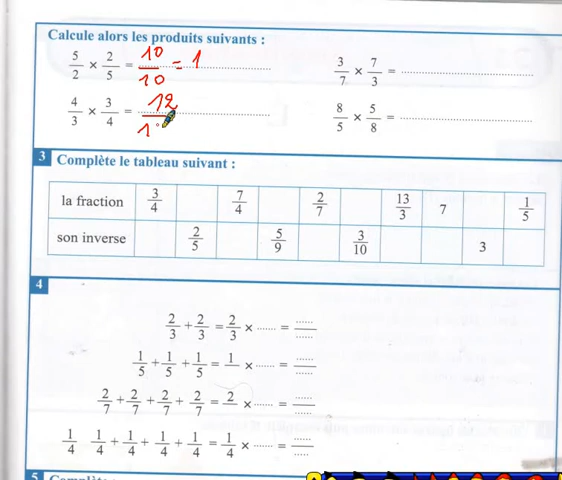 Calcule alors les produits suivants :
5/2 × 2/5 = 10/10 = 1
3/7 × 7/3 =
4/3 × 3/4 = 12/1
8/5 × 5/8 =
3 Complète le tableau suivant :
la fraction 3/4 7/4 2/7 13/3 7 1/5
son inverse 2/5 5/9 3/10 3
4
2/3 + 2/3 = 2/3 × ...... = ...... / ......
1/5 + 1/5 + 1/5 = 1 × ...... = ...... / ......
2/7 + 2/7 + 2/7 + 2/7 = 2 × ...... = ...... / ......
1/4 1/4 + 1/4 + 1/4 + 1/4 = 1/4 × ...... = ...... / ......